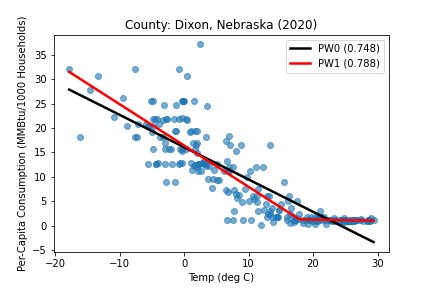 County: Dixon, Nebraska (2020)
Per-Capita Consumption (MMBtu/1000 Households)
35
30
25
20
15
10
5
0
−5
PW0 (0.748)
PW1 (0.788)
−20 −10 0 10 20 30
Temp (deg C)